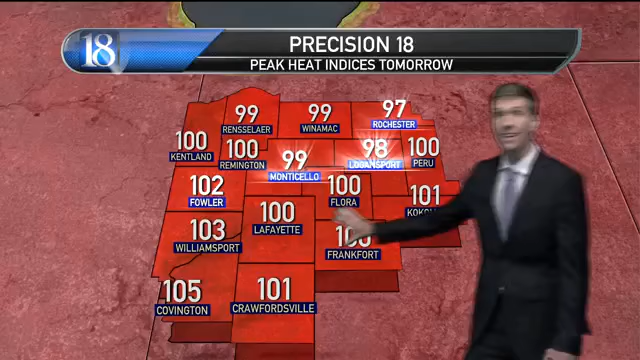 18
PRECISION 18
PEAK HEAT INDICES TOMORROW
99
RENSSELAER
99
WINAMAC
97
ROCHESTER
100
KENTLAND
100
REMINGTON
99
MONTICELLO
98
LOGANSPORT
100
PERU
102
FOWLER
100
FLORA
101
100
LAFAYETTE
103
WILLIAMSPORT
FRANKFORT
105
COVINGTON
101
CRAWFORDSVILLE